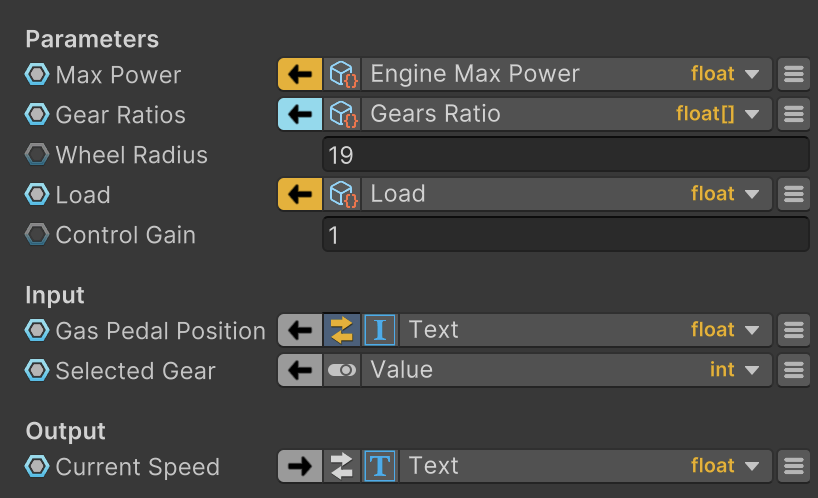 Parameters
Max Power Engine Max Power float
Gear Ratios Gears Ratio float[]
Wheel Radius 19
Load Load float
Control Gain 1
Input
Gas Pedal Position I Text float
Selected Gear Value int
Output
Current Speed T Text float